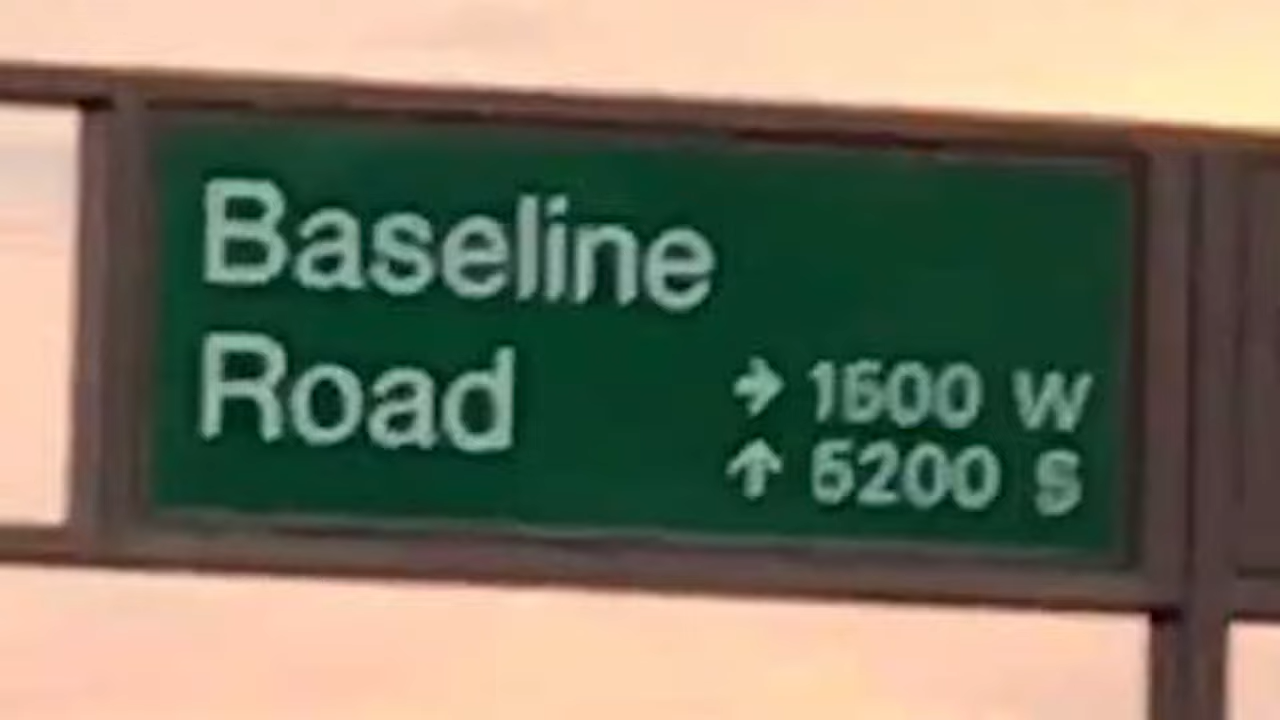 Baseline
Road
→ 1500 W
↑ 5200 S